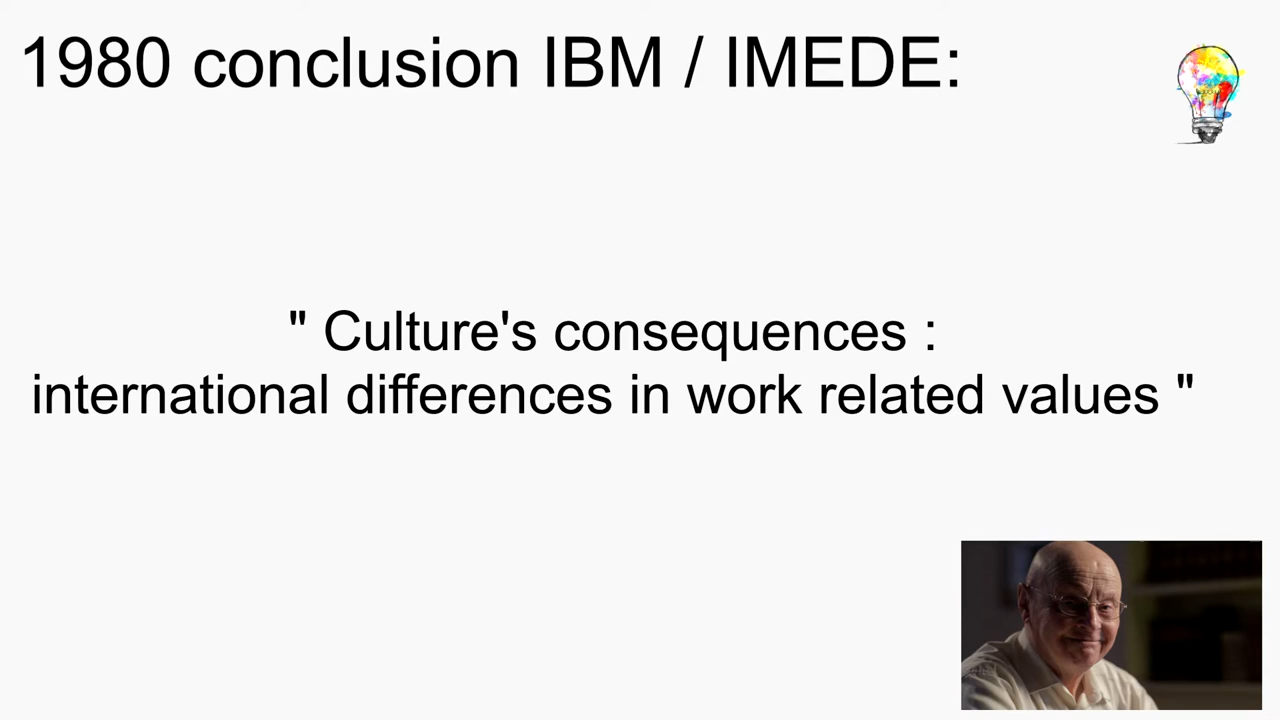 1980 conclusion IBM / IMEDE:
" Culture's consequences :
international differences in work related values "